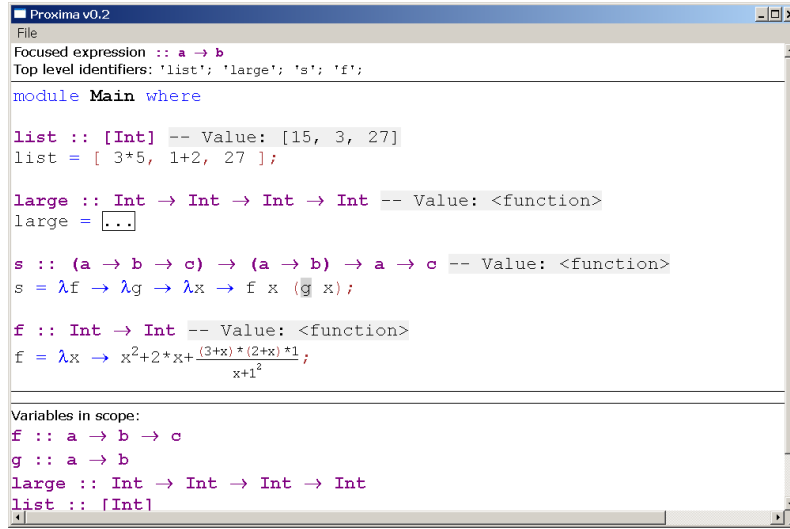 Proxima v0.2
File
Focused expression :: a → b
Top level identifiers: 'list'; 'large'; 's'; 'f';
module Main where
list :: [Int] -- Value: [15, 3, 27]
list = [ 3*5, 1+2, 27 ];
large :: Int → Int → Int → Int -- Value: <function>
large = ...
s :: (a → b → c) → (a → b) → a → c -- Value: <function>
s = λf → λg → λx → f x (g x);
f :: Int → Int -- Value: <function>
f = λx → x²+2*x+(3+x)*(2+x)*1;
x+1²
Variables in scope:
f :: a → b → c
g :: a → b
large :: Int → Int → Int → Int
list :: [Int]